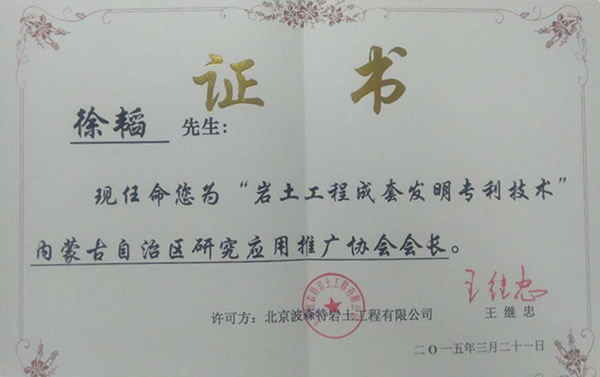 证 书
徐韬 先生：
现任命您为“岩土工程成套发明专利技术”
内蒙古自治区研究应用推广协会会长。
王继忠
许可方：北京波森特岩土工程有限公司 王继忠
二〇一五年三月二十一日